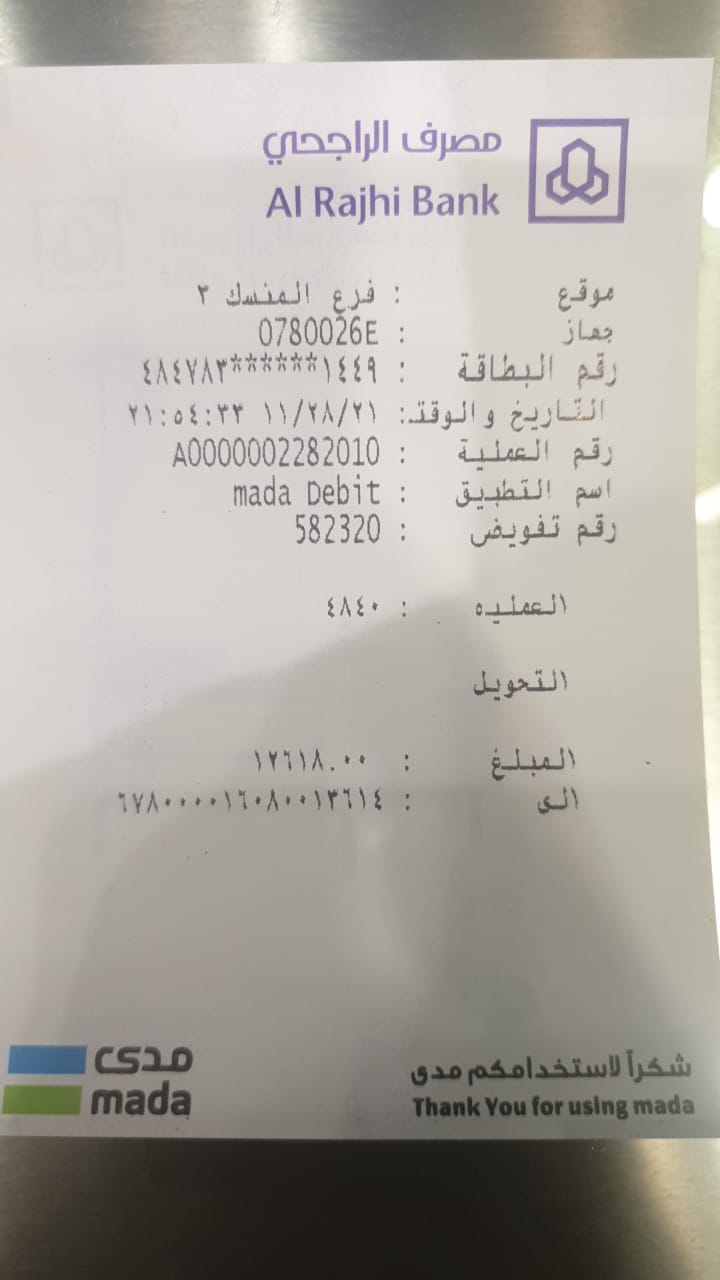 مصرف الراجحي
Al Rajhi Bank
موقع : فرع المنسك ٣
جهاز : 0780026E
رقم البطاقة : ٤٨٤٧٨٣******١٤٤٩
التاريخ والوقت: ١١/٢٨/٢١ ٢١:٥٤:٣٣
رقم العملية : A0000002282010
اسم التطبيق : mada Debit
رقم تفويض : 582320
العمليه : ٤٨٤٠
التحويل
المبلغ : ١٢٦١٨.٠٠
الى : ٦٧٨٠٠٠٠١٦٠٨٠٠١٣٦١٤
مدى
mada
شكراً لاستخدامكم مدى
Thank You for using mada